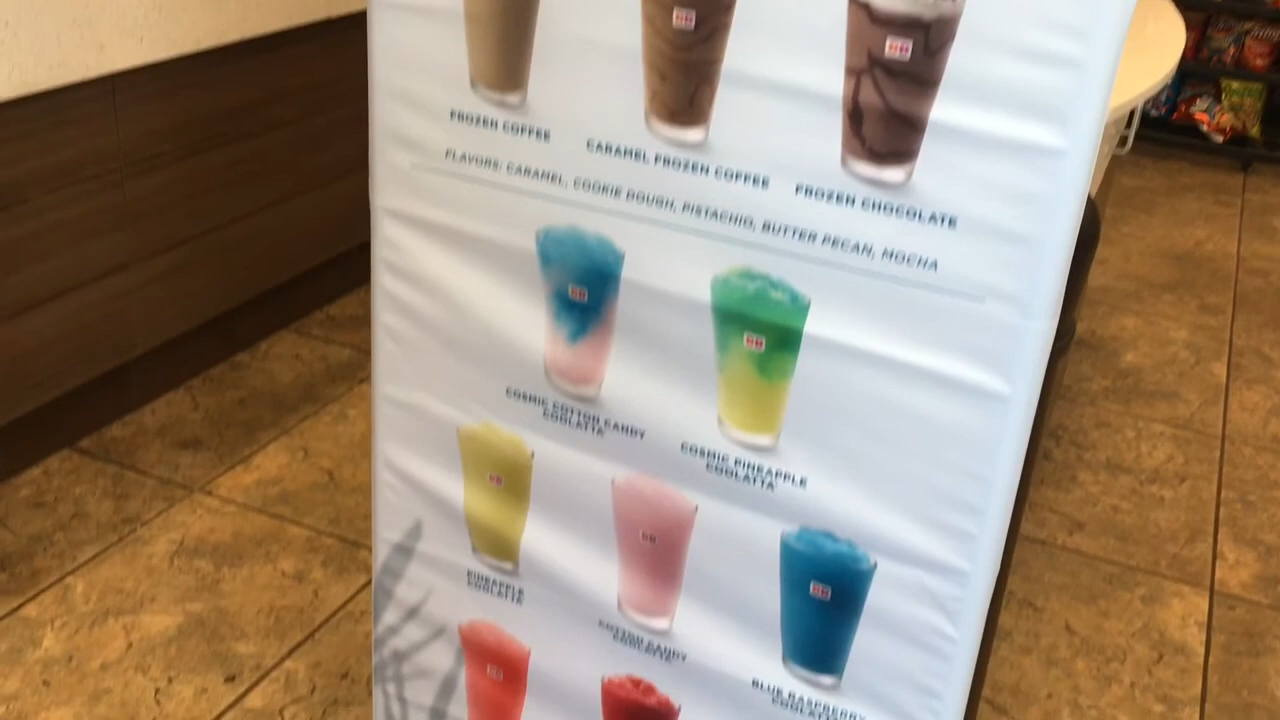 FROZEN COFFEE
CARAMEL FROZEN COFFEE
FROZEN CHOCOLATE
FLAVORS: CARAMEL, COOKIE DOUGH, PISTACHIO, BUTTER PECAN, MOCHA
COSMIC COTTON CANDY
COOLATTA
COSMIC PINEAPPLE
COOLATTA
PINEAPPLE
COOLATTA
COTTON CANDY
COOLATTA
BLUE RASPBERRY
COOLATTA